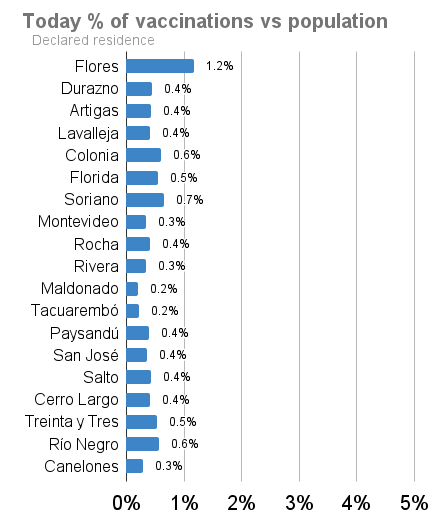 Today % of vaccinations vs population
Declared residence
Flores 1.2%
Durazno 0.4%
Artigas 0.4%
Lavalleja 0.4%
Colonia 0.6%
Florida 0.5%
Soriano 0.7%
Montevideo 0.3%
Rocha 0.4%
Rivera 0.3%
Maldonado 0.2%
Tacuarembó 0.2%
Paysandú 0.4%
San José 0.4%
Salto 0.4%
Cerro Largo 0.4%
Treinta y Tres 0.5%
Río Negro 0.6%
Canelones 0.3%
0% 1% 2% 3% 4% 5%